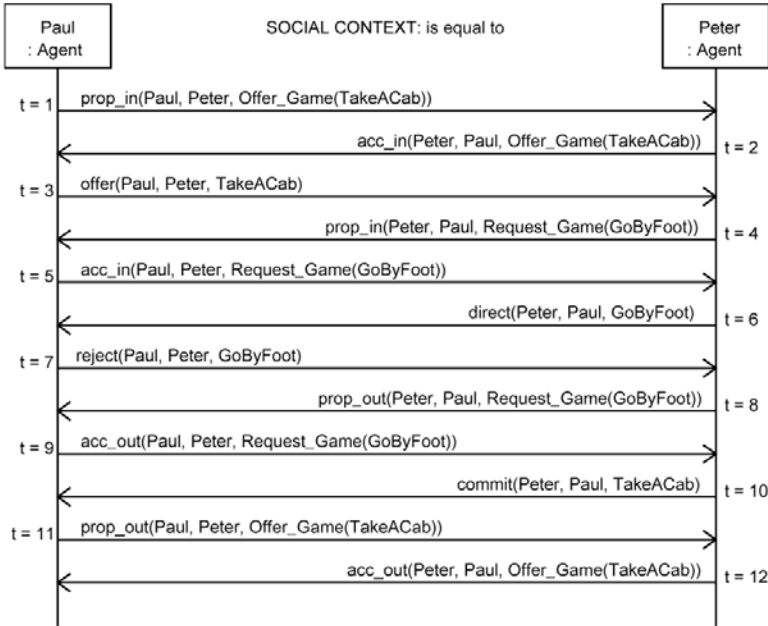 Paul
: Agent
SOCIAL CONTEXT: is equal to
Peter
: Agent
t = 1
prop_in(Paul, Peter, Offer_Game(TakeACab))
acc_in(Peter, Paul, Offer_Game(TakeACab))
t = 2
t = 3
offer(Paul, Peter, TakeACab)
prop_in(Peter, Paul, Request_Game(GoByFoot))
t = 4
t = 5
acc_in(Paul, Peter, Request_Game(GoByFoot))
direct(Peter, Paul, GoByFoot)
t = 6
t = 7
reject(Paul, Peter, GoByFoot)
prop_out(Peter, Paul, Request_Game(GoByFoot))
t = 8
t = 9
acc_out(Paul, Peter, Request_Game(GoByFoot))
commit(Peter, Paul, TakeACab)
t = 10
t = 11
prop_out(Paul, Peter, Offer_Game(TakeACab))
acc_out(Peter, Paul, Offer_Game(TakeACab))
t = 12